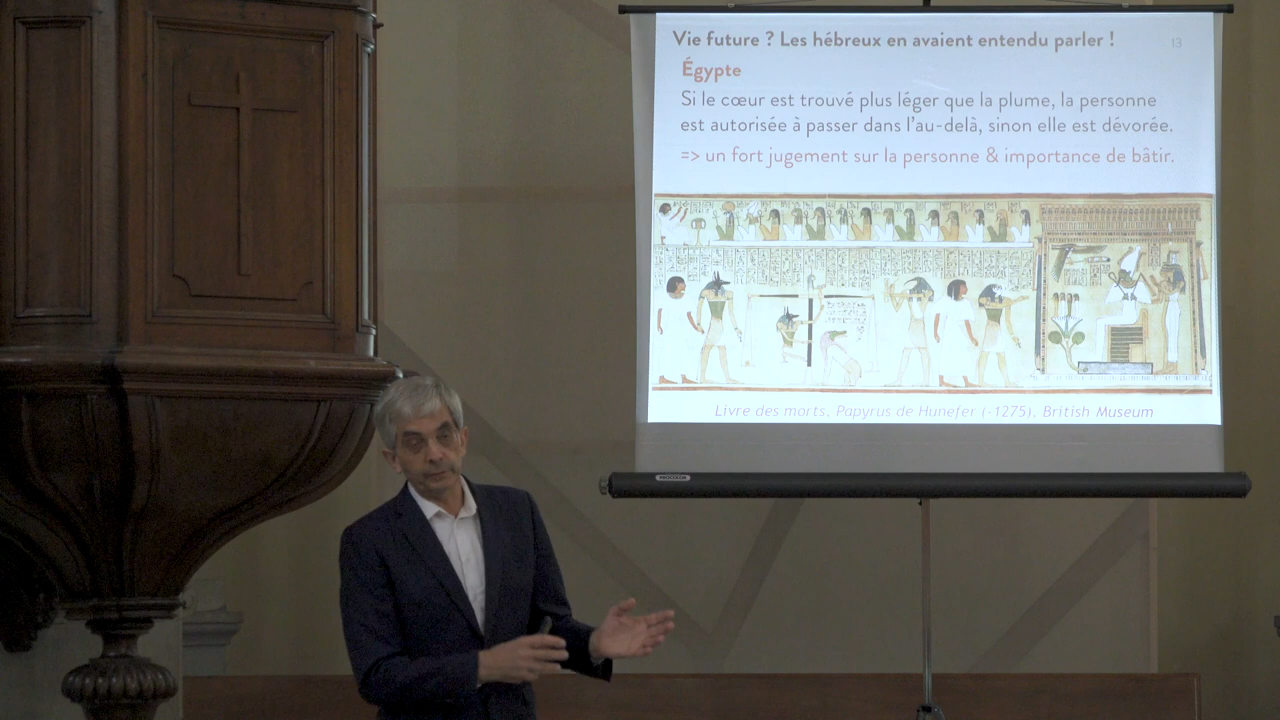 Vie future ? Les hébreux en avaient entendu parler !
13
Égypte
Si le cœur est trouvé plus léger que la plume, la personne
est autorisée à passer dans l'au-delà, sinon elle est dévorée.
=> un fort jugement sur la personne & importance de bâtir.
Livre des morts, Papyrus de Hunefer (-1275), British Museum